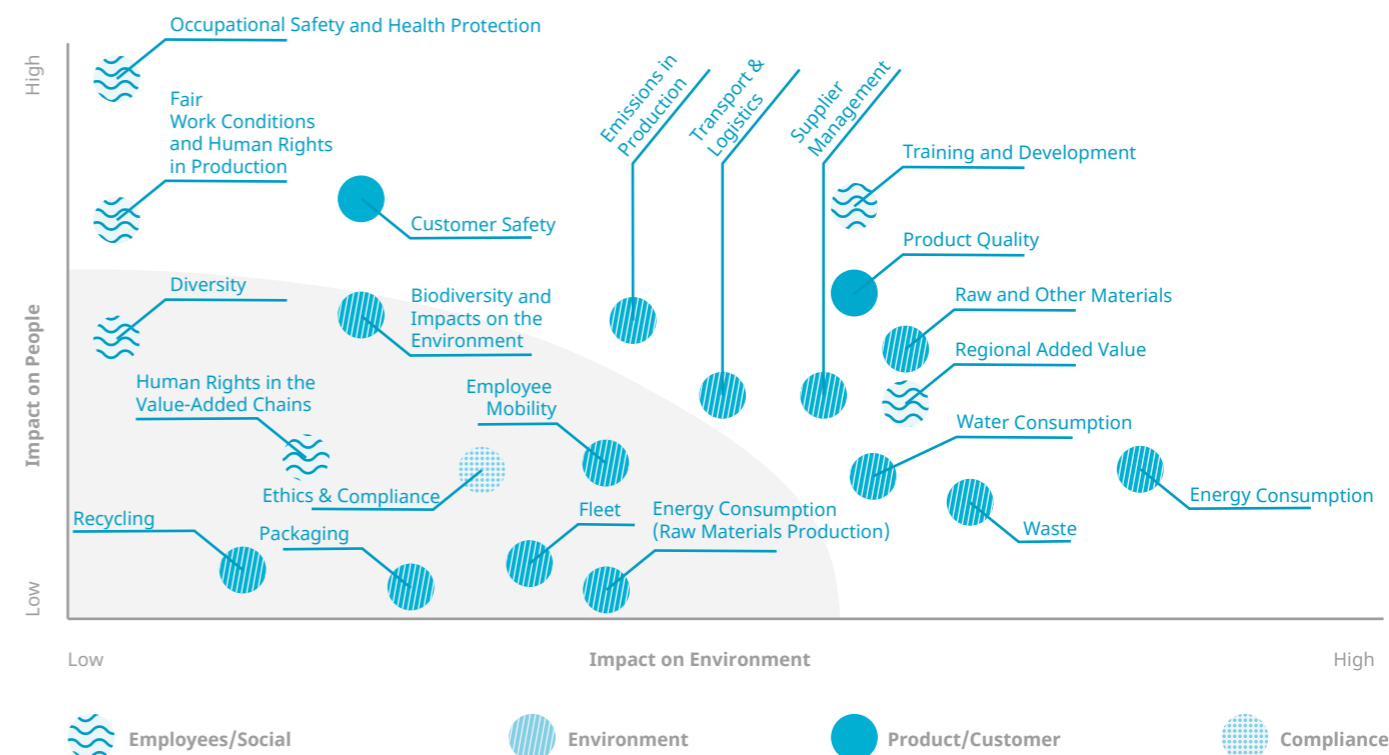 Occupational Safety and Health Protection
High
Fair
Work Conditions
and Human Rights
in Production
Emissions in
Production
Transport &
Logistics
Supplier
Management
Training and Development
Customer Safety
Product Quality
Diversity
Biodiversity and
Impacts on the
Environment
Raw and Other Materials
Regional Added Value
Impact on People
Human Rights in the
Value-Added Chains
Employee
Mobility
Water Consumption
Ethics & Compliance
Energy Consumption
Recycling
Packaging
Fleet
Energy Consumption
(Raw Materials Production)
Waste
Low
Low
Impact on Environment
High
Employees/Social
Environment
Product/Customer
Compliance